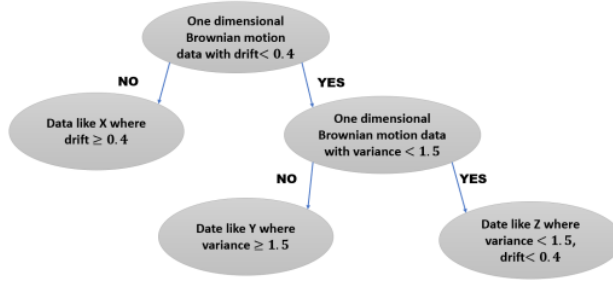 One dimensional
Brownian motion
data with drift< 0.4
NO
YES
Data like X where
drift ≥ 0.4
One dimensional
Brownian motion data
with variance < 1.5
NO
YES
Date like Y where
variance ≥ 1.5
Date like Z where
variance < 1.5,
drift< 0.4